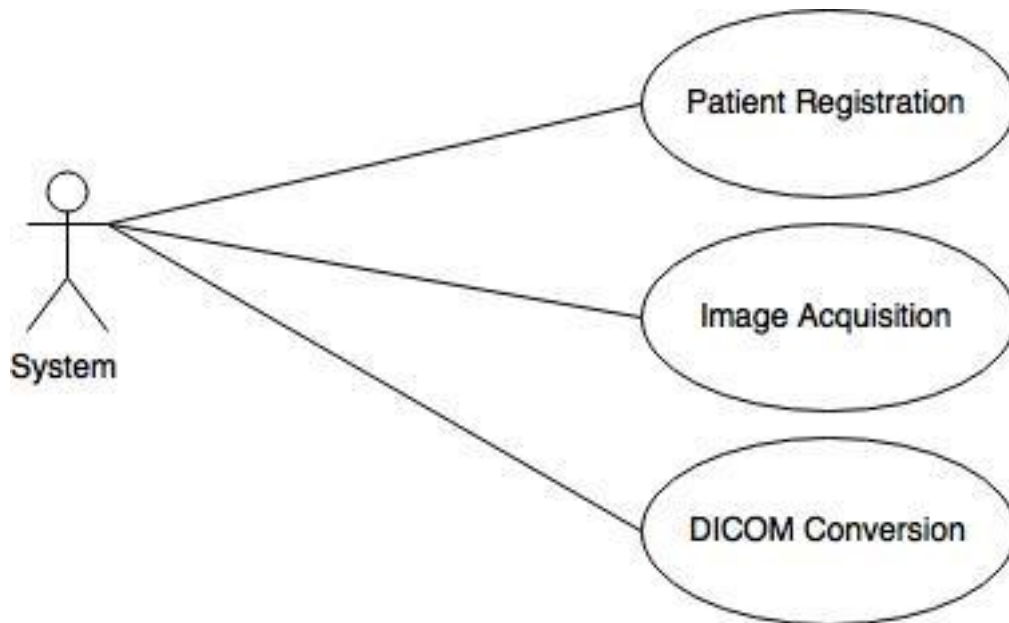 Patient Registration
Image Acquisition
System
DICOM Conversion